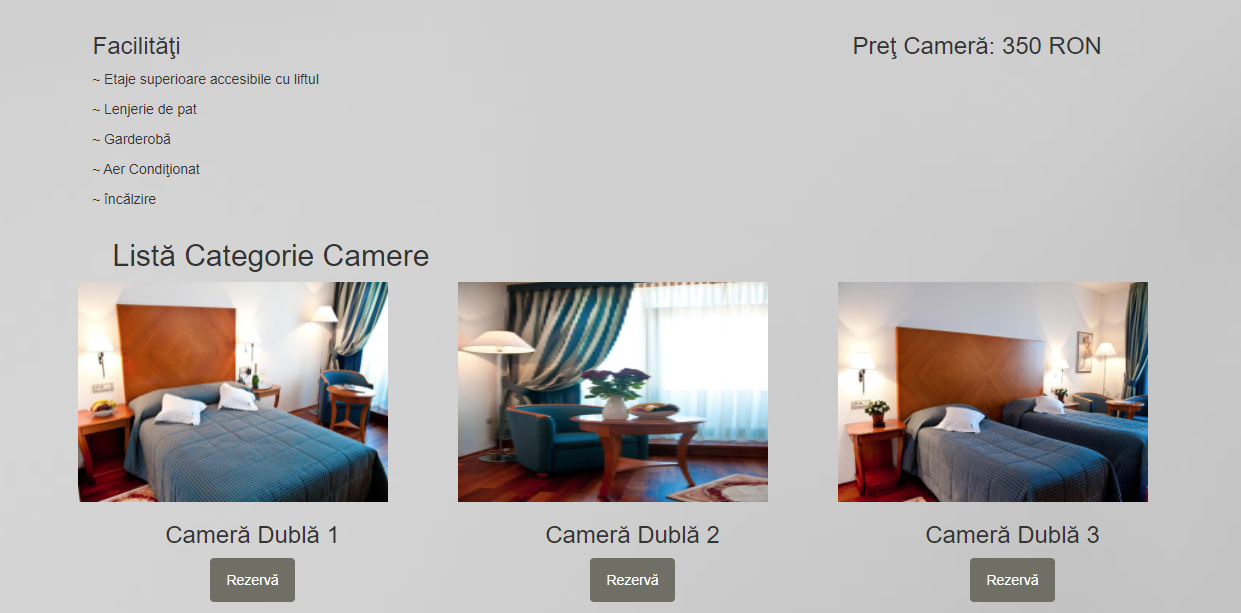 Facilităţi
Preţ Cameră: 350 RON
~ Etaje superioare accesibile cu liftul
~ Lenjerie de pat
~ Garderobă
~ Aer Condiţionat
~ încălzire
Listă Categorie Camere
Cameră Dublă 1
Cameră Dublă 2
Cameră Dublă 3
Rezervă
Rezervă
Rezervă